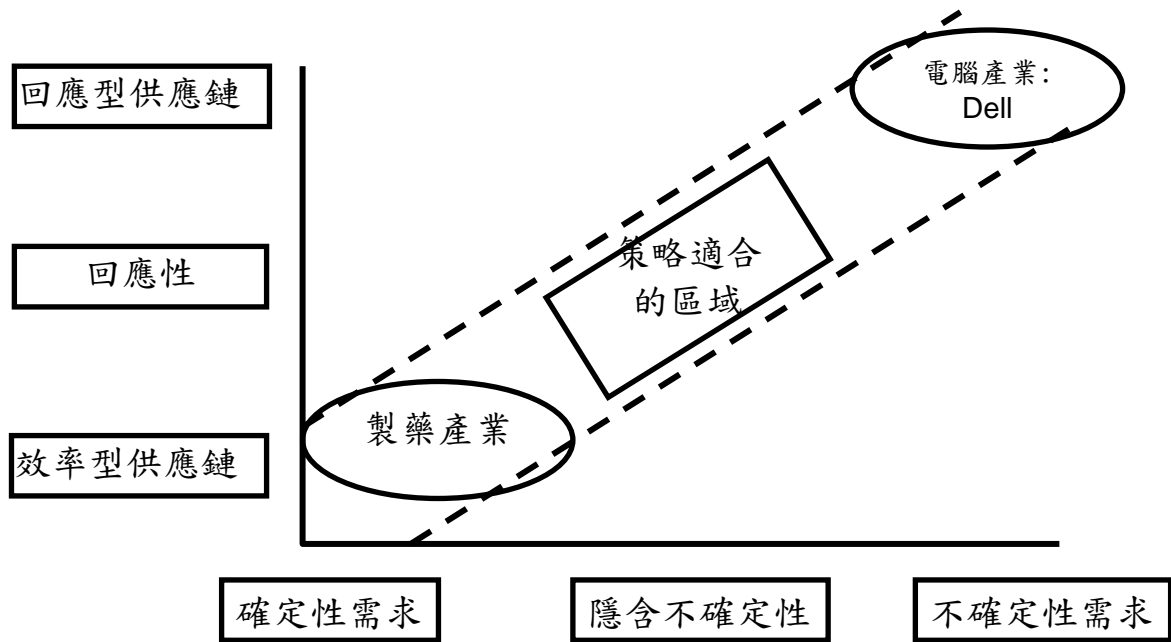 回應型供應鏈
電腦產業:
Dell
回應性
策略適合
的區域
製藥產業
效率型供應鏈
確定性需求
隱含不確定性
不確定性需求